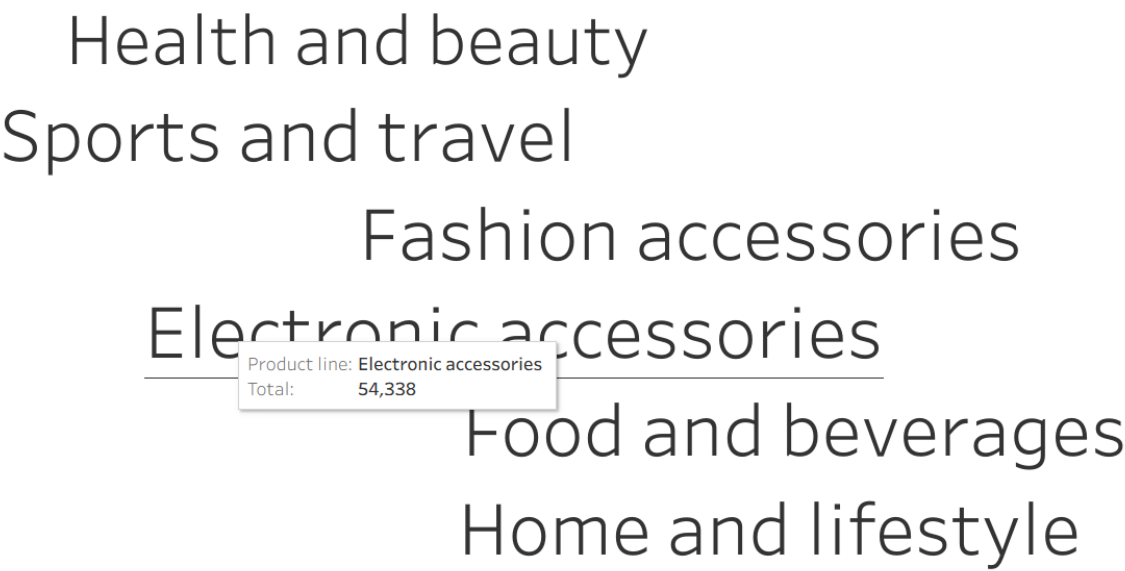 Health and beauty
Sports and travel
Fashion accessories
Electronic accessories
Product line: Electronic accessories
Total: 54,338
Food and beverages
Home and lifestyle